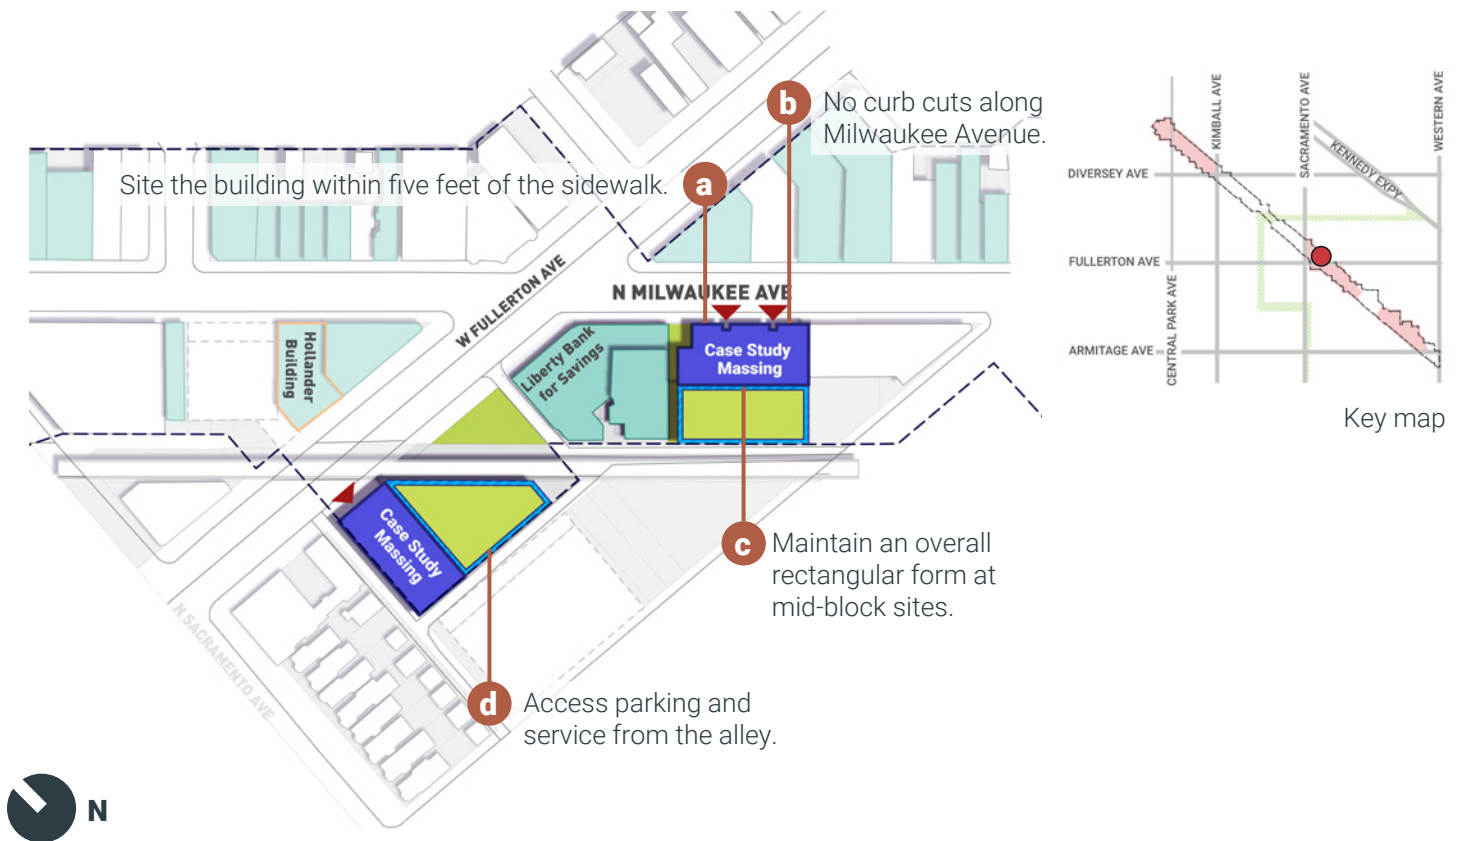 b
No curb cuts along
Milwaukee Avenue.
Site the building within five feet of the sidewalk.
a
W FULLERTON AVE
N MILWAUKEE AVE
Hollander
Building
Liberty Bank
for Savings
Case Study
Massing
Case Study
Massing
c
Maintain an overall
rectangular form at
mid-block sites.
N SACRAMENTO AVE
d
Access parking and
service from the alley.
N
KIMBALL AVE
SACRAMENTO AVE
WESTERN AVE
KENNEDY EXPY
DIVERSEY AVE
FULLERTON AVE
CENTRAL PARK AVE
ARMITAGE AVE
Key map